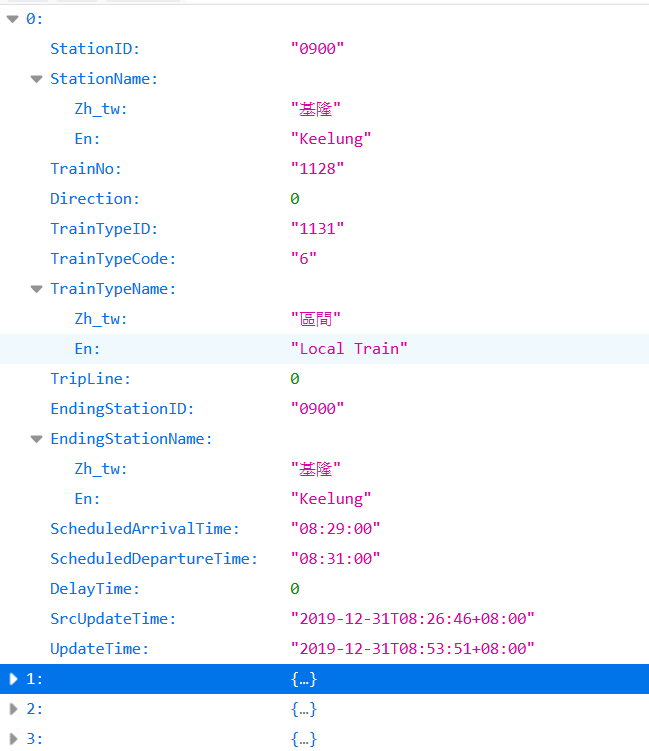 0:
StationID: "0900"
StationName:
Zh_tw: "基隆"
En: "Keelung"
TrainNo: "1128"
Direction: 0
TrainTypeID: "1131"
TrainTypeCode: "6"
TrainTypeName:
Zh_tw: "區間"
En: "Local Train"
TripLine: 0
EndingStationID: "0900"
EndingStationName:
Zh_tw: "基隆"
En: "Keelung"
ScheduledArrivalTime: "08:29:00"
ScheduledDepartureTime: "08:31:00"
DelayTime: 0
SrcUpdateTime: "2019-12-31T08:26:46+08:00"
UpdateTime: "2019-12-31T08:53:51+08:00"
1: {…}
2: {…}
3: {…}